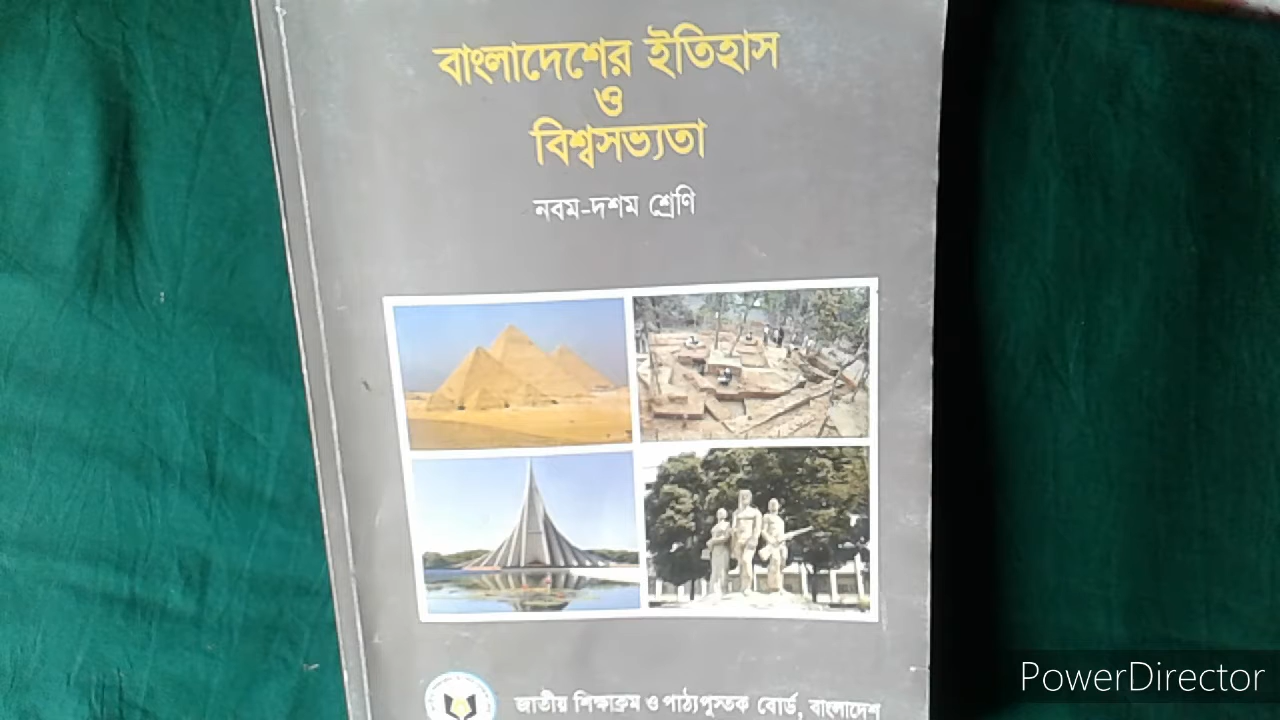 বাংলাদেশের ইতিহাস
ও
বিশ্বসভ্যতা
নবম-দশম শ্রেণি
জাতীয় শিক্ষাক্রম ও পাঠ্যপুস্তক বোর্ড, বাংলাদেশ
PowerDirector